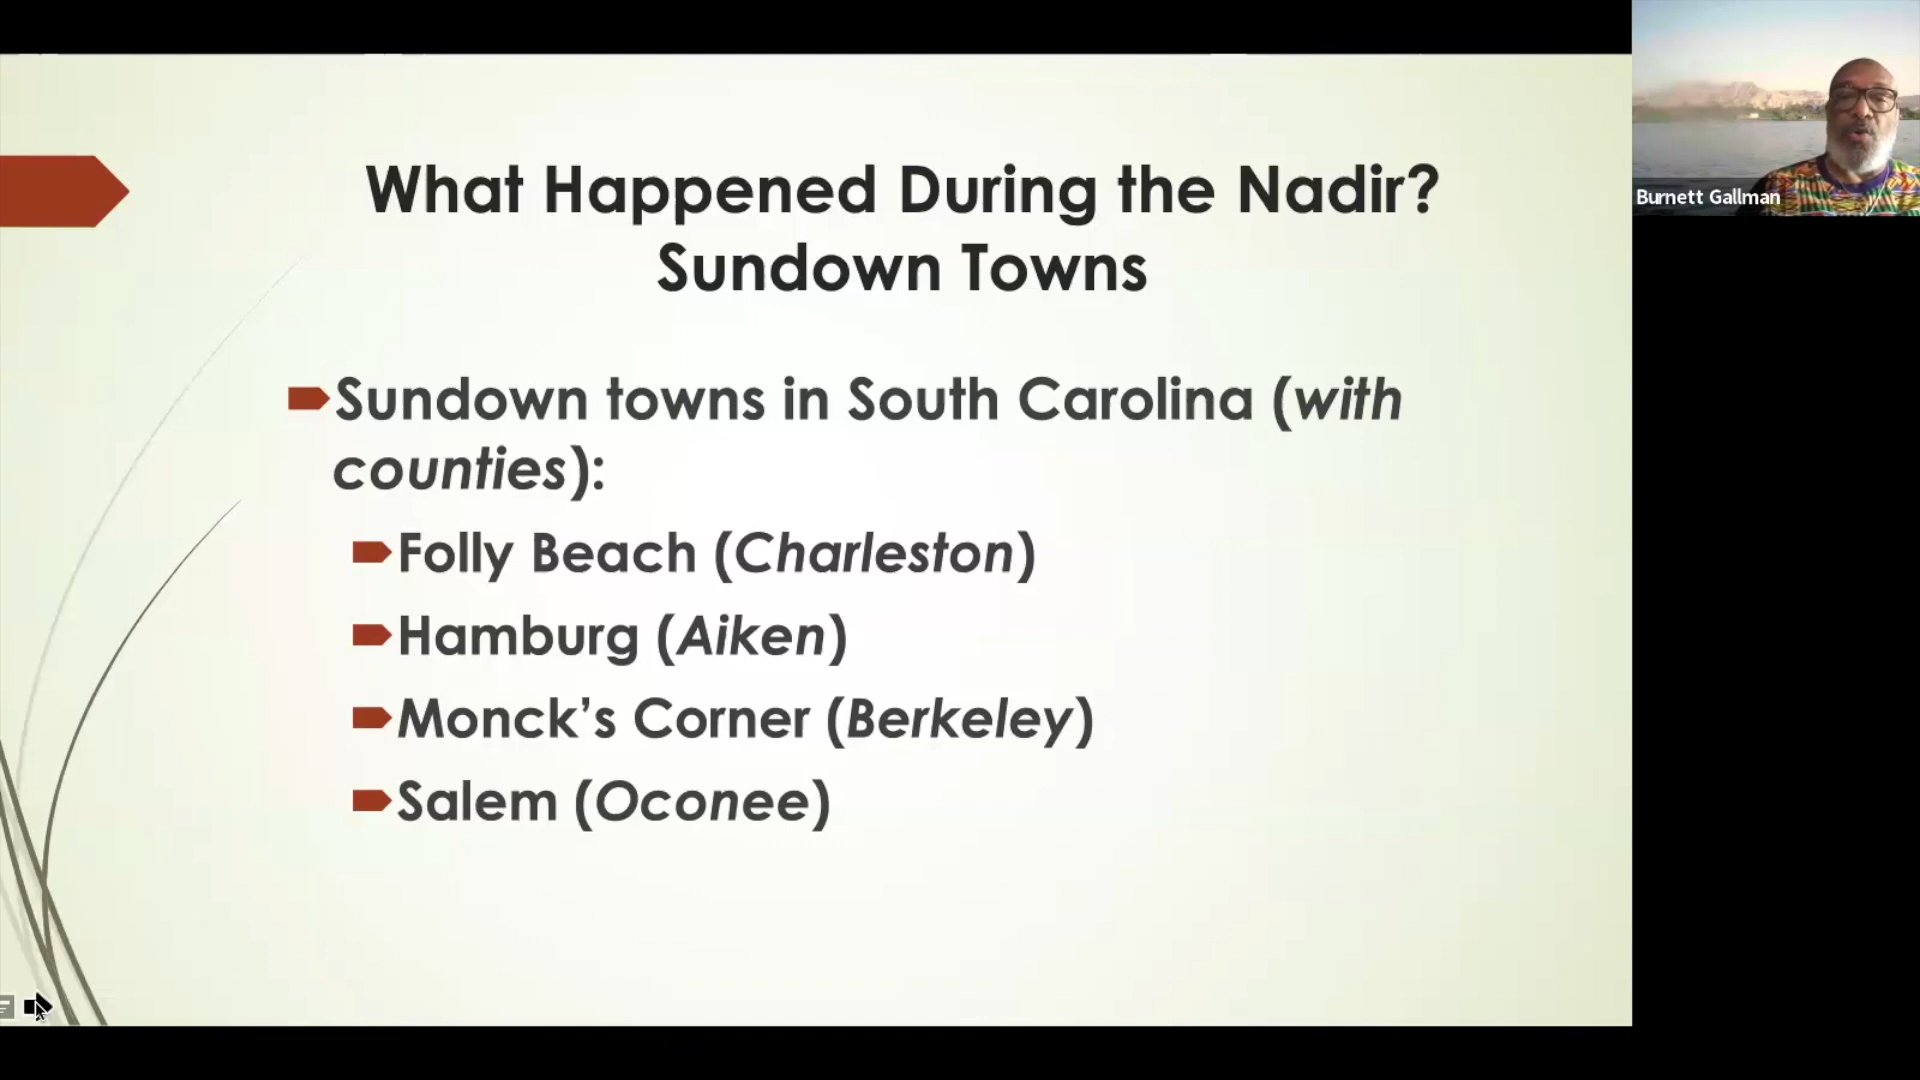 What Happened During the Nadir?
Sundown Towns
Sundown towns in South Carolina (with
counties):
Folly Beach (Charleston)
Hamburg (Aiken)
Monck’s Corner (Berkeley)
Salem (Oconee)
Burnett Gallman